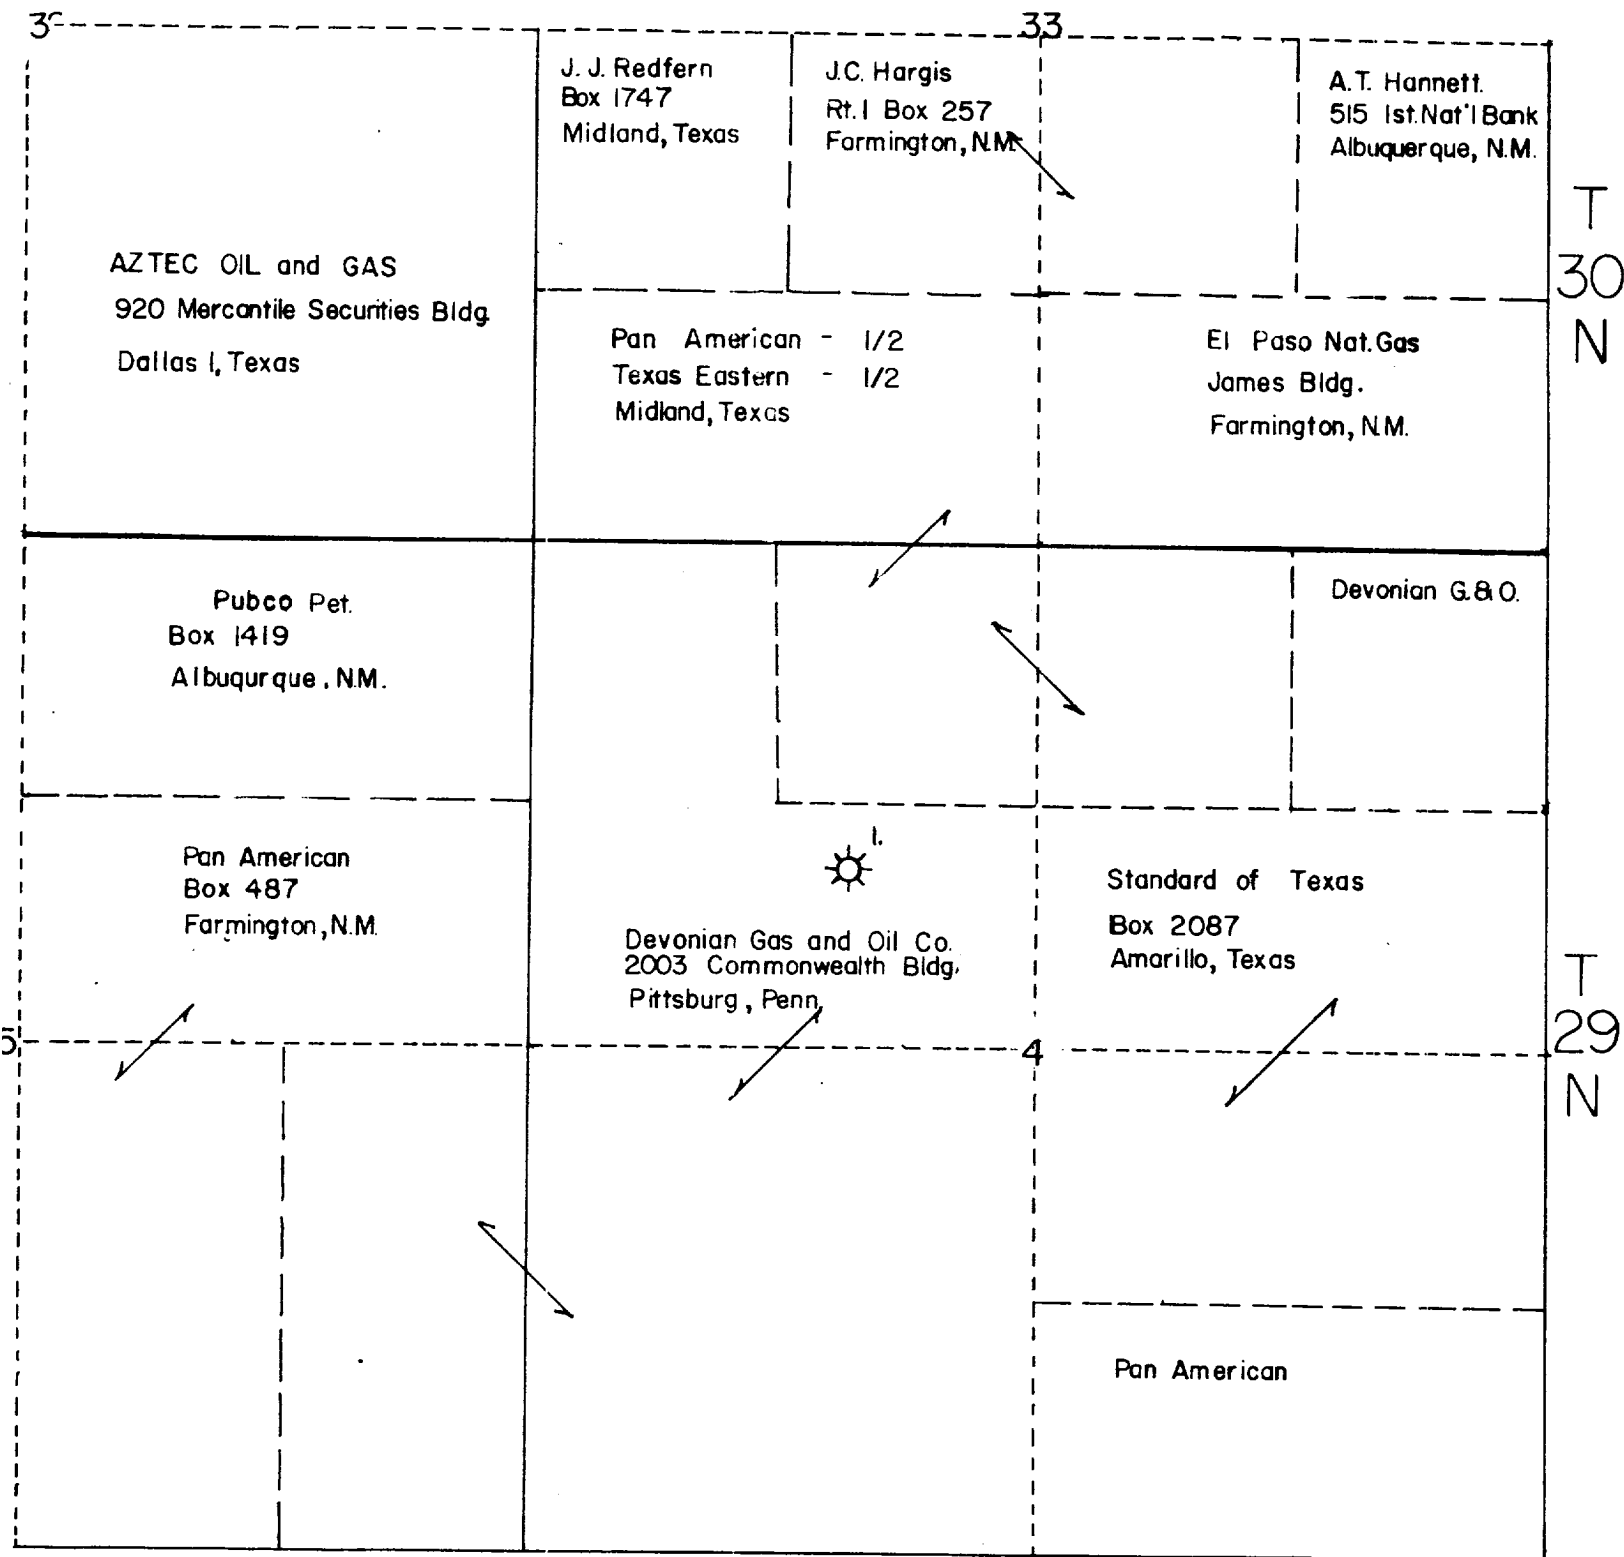 33
J. J. Redfern
Box 1747
Midland, Texas
J.C. Hargis
Rt. 1 Box 257
Farmington, N.M.
A.T. Hannett.
515 1st. Nat'l Bank
Albuquerque, N.M.
T
30
N
AZTEC OIL and GAS
920 Mercantile Securities Bldg.
Dallas 1, Texas
Pan American - 1/2
Texas Eastern - 1/2
Midland, Texas
El Paso Nat. Gas
James Bldg.
Farmington, N.M.
Pubco Pet.
Box 1419
Albuqurque, N.M.
Devonian G. & O.
Pan American
Box 487
Farmington, N.M.
1.
Devonian Gas and Oil Co.
2003 Commonwealth Bldg.
Pittsburg, Penn.
Standard of Texas
Box 2087
Amarillo, Texas
T
29
N
5
4
Pan American